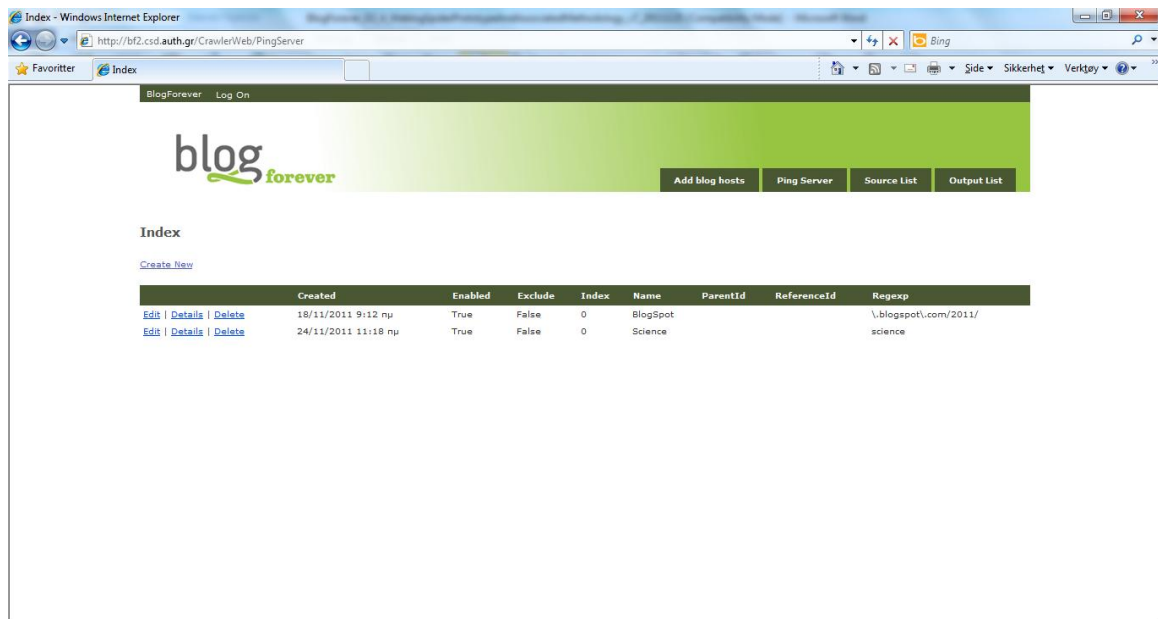 Index - Windows Internet Explorer
http://bf2.csd.auth.gr/CrawlerWeb/PingServer
Bing
Favoritter
Index
Side
Sikkerhet
Verktøy
BlogForever Log On
blog forever
Add blog hosts Ping Server Source List Output List
Index
Create New
Created Enabled Exclude Index Name ParentId ReferenceId Regexp
Edit | Details | Delete 18/11/2011 9:12 πμ True False 0 BlogSpot \.blogspot\.com/2011/
Edit | Details | Delete 24/11/2011 11:18 πμ True False 0 Science science